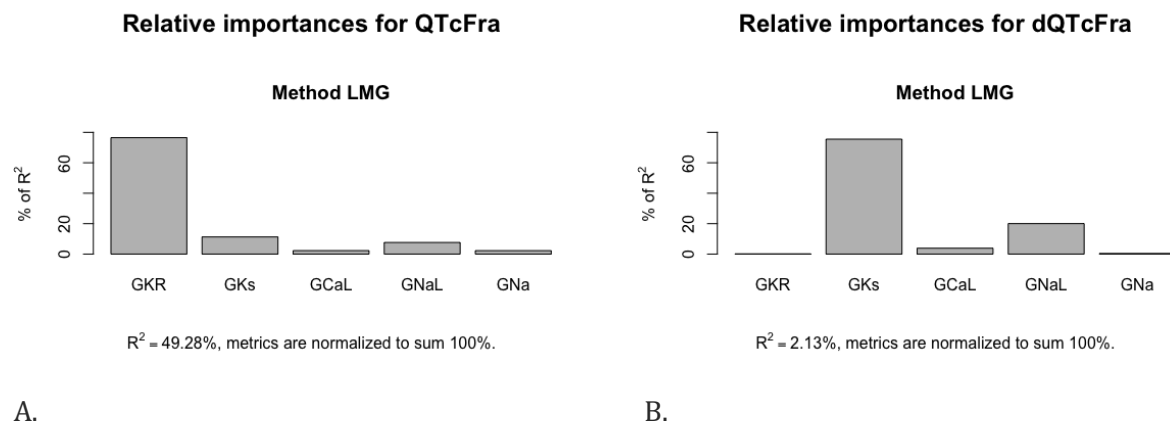 Relative importances for QTcFra
Method LMG
% of R²
60
20
0
GKR GKs GCaL GNaL GNa
R² = 49.28%, metrics are normalized to sum 100%.
A.
Relative importances for dQTcFra
Method LMG
% of R²
60
20
0
GKR GKs GCaL GNaL GNa
R² = 2.13%, metrics are normalized to sum 100%.
B.